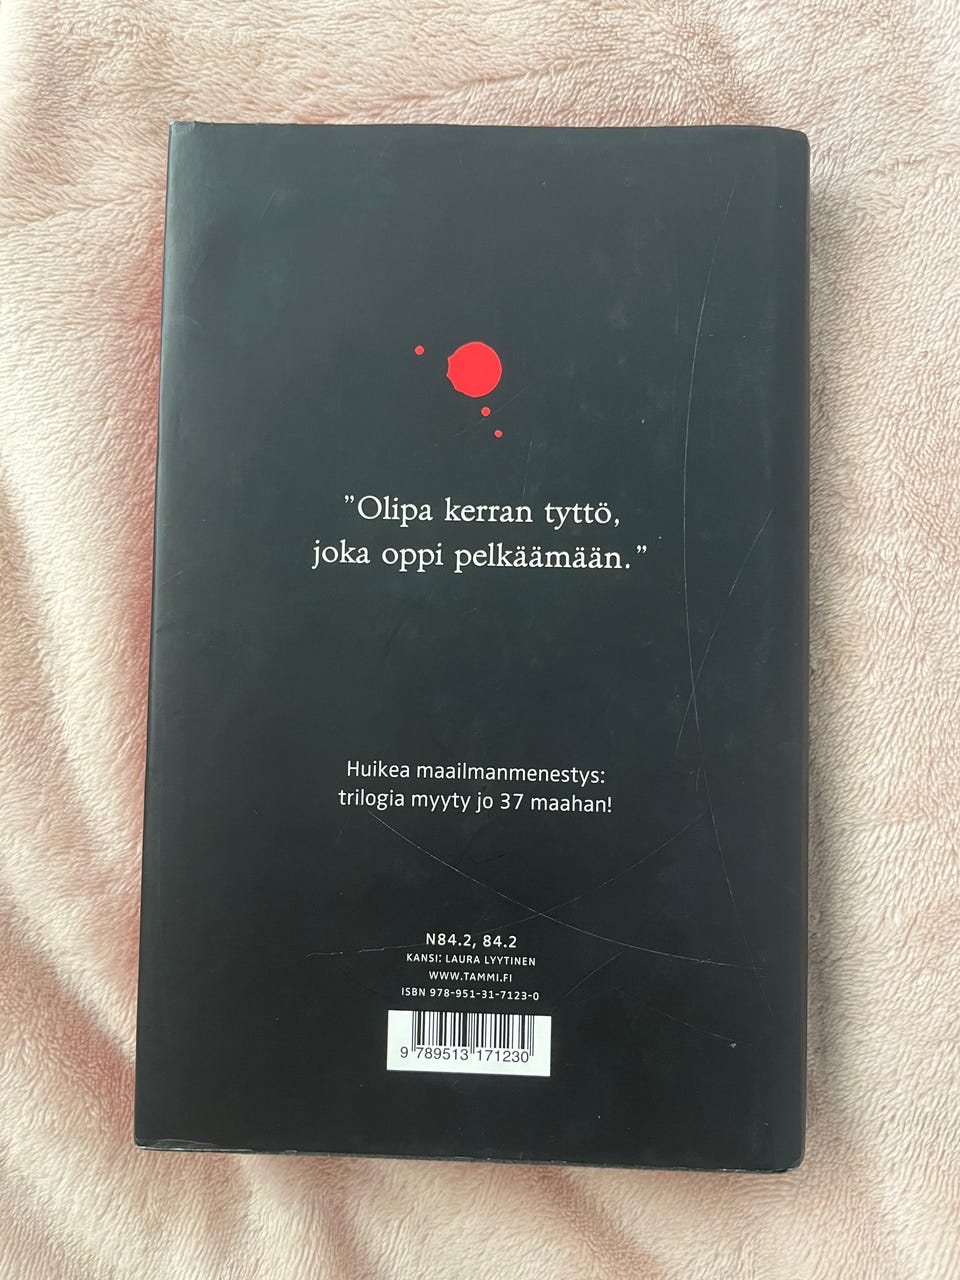 ”Olipa kerran tyttö,
joka oppi pelkäämään.”
Huikea maailmanmenestys:
trilogia myyty jo 37 maahan!
N84.2, 84.2
KANSI: LAURA LYYTINEN
WWW.TAMMI.FI
ISBN 978-951-31-7123-0
9 789513 171230